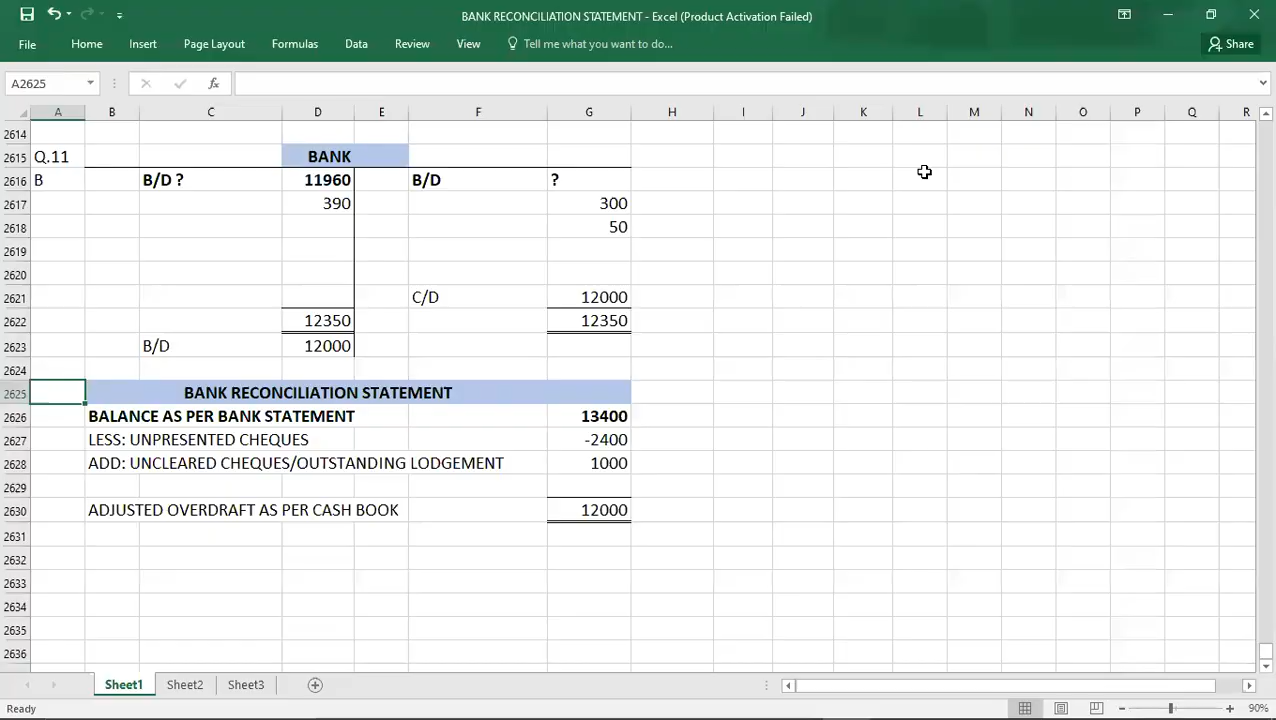 BANK RECONCILIATION STATEMENT - Excel (Product Activation Failed)
File Home Insert Page Layout Formulas Data Review View Tell me what you want to do... Share
A2625 fx
A B C D E F G H I J K L M N O P Q R
2614
2615 Q.11 BANK
2616 B B/D ? 11960 B/D ?
2617 390 300
2618 50
2619
2620
2621 C/D 12000
2622 12350 12350
2623 B/D 12000
2624
2625 BANK RECONCILIATION STATEMENT
2626 BALANCE AS PER BANK STATEMENT 13400
2627 LESS: UNPRESENTED CHEQUES -2400
2628 ADD: UNCLEARED CHEQUES/OUTSTANDING LODGEMENT 1000
2629
2630 ADJUSTED OVERDRAFT AS PER CASH BOOK 12000
2631
2632
2633
2634
2635
2636
Sheet1 Sheet2 Sheet3
Ready 90%